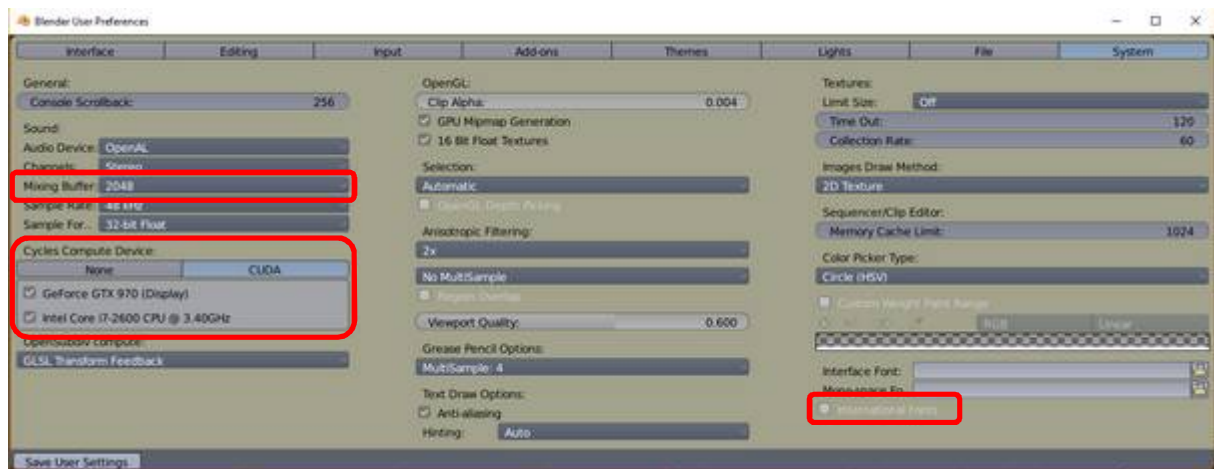 Blender User Preferences
Interface Editing Input Add-ons Themes Lights File System
General:
Console Scrollback: 256
Sound:
Audio Device: OpenAL
Channels: Stereo
Mixing Buffer: 2048
Sample Rate: 48 kHz
Sample For.. 32-bit Float
Cycles Compute Device:
None CUDA
GeForce GTX 970 (Display)
Intel Core i7-2600 CPU @ 3.40GHz
OpenSubdiv compute:
GLSL Transform Feedback
Save User Settings
OpenGL:
Clip Alpha: 0.004
GPU Mipmap Generation
16 Bit Float Textures
Selection:
Automatic
OpenGL Depth Picking
Anisotropic Filtering:
2x
No MultiSample
Region Overlap
Viewport Quality: 0.600
Grease Pencil Options:
MultiSample: 4
Text Draw Options:
Anti-aliasing
Hinting: Auto
Textures:
Limit Size: Off
Time Out: 120
Collection Rate: 60
Images Draw Method:
2D Texture
Sequencer/Clip Editor:
Memory Cache Limit: 1024
Color Picker Type:
Circle (HSV)
Custom Weight Paint Range
RGB Linear
Interface Font:
Mono-space Fo..
International Fonts